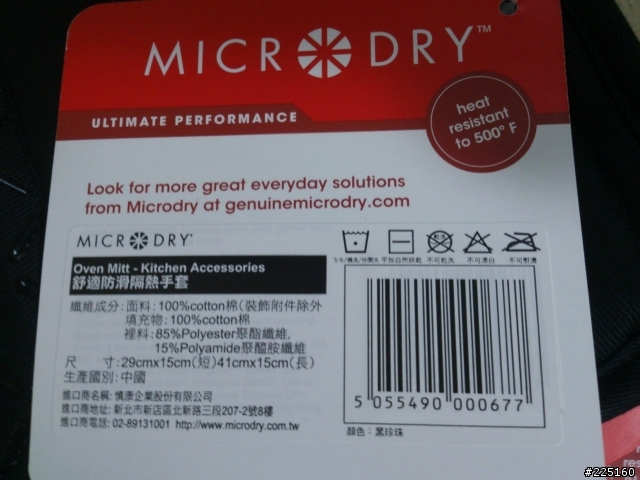 MICRODRY™
ULTIMATE PERFORMANCE
heat
resistant
to 500° F
Look for more great everyday solutions
from Microdry at genuinemicrodry.com
MICRODRY
Oven Mitt - Kitchen Accessories
舒適防滑隔熱手套
纖維成分:面料:100%cotton棉(裝飾附件除外
填充物:100%cotton棉
裡料:85%Polyester聚酯纖維,
15%Polyamide聚醯胺纖維
尺 寸:29cmx15cm(短)41cmx15cm(長)
生產國別:中國
進口商名稱:慎康企業股份有限公司
進口商地址:新北市新店區北新路三段207-2號8樓
進口商電話:02-89131001 http://www.microdry.com.tw
平放自然烘乾 不可乾洗 不可漂白 不可熨燙
5 055490 000677
顏色:黑珍珠
#225160